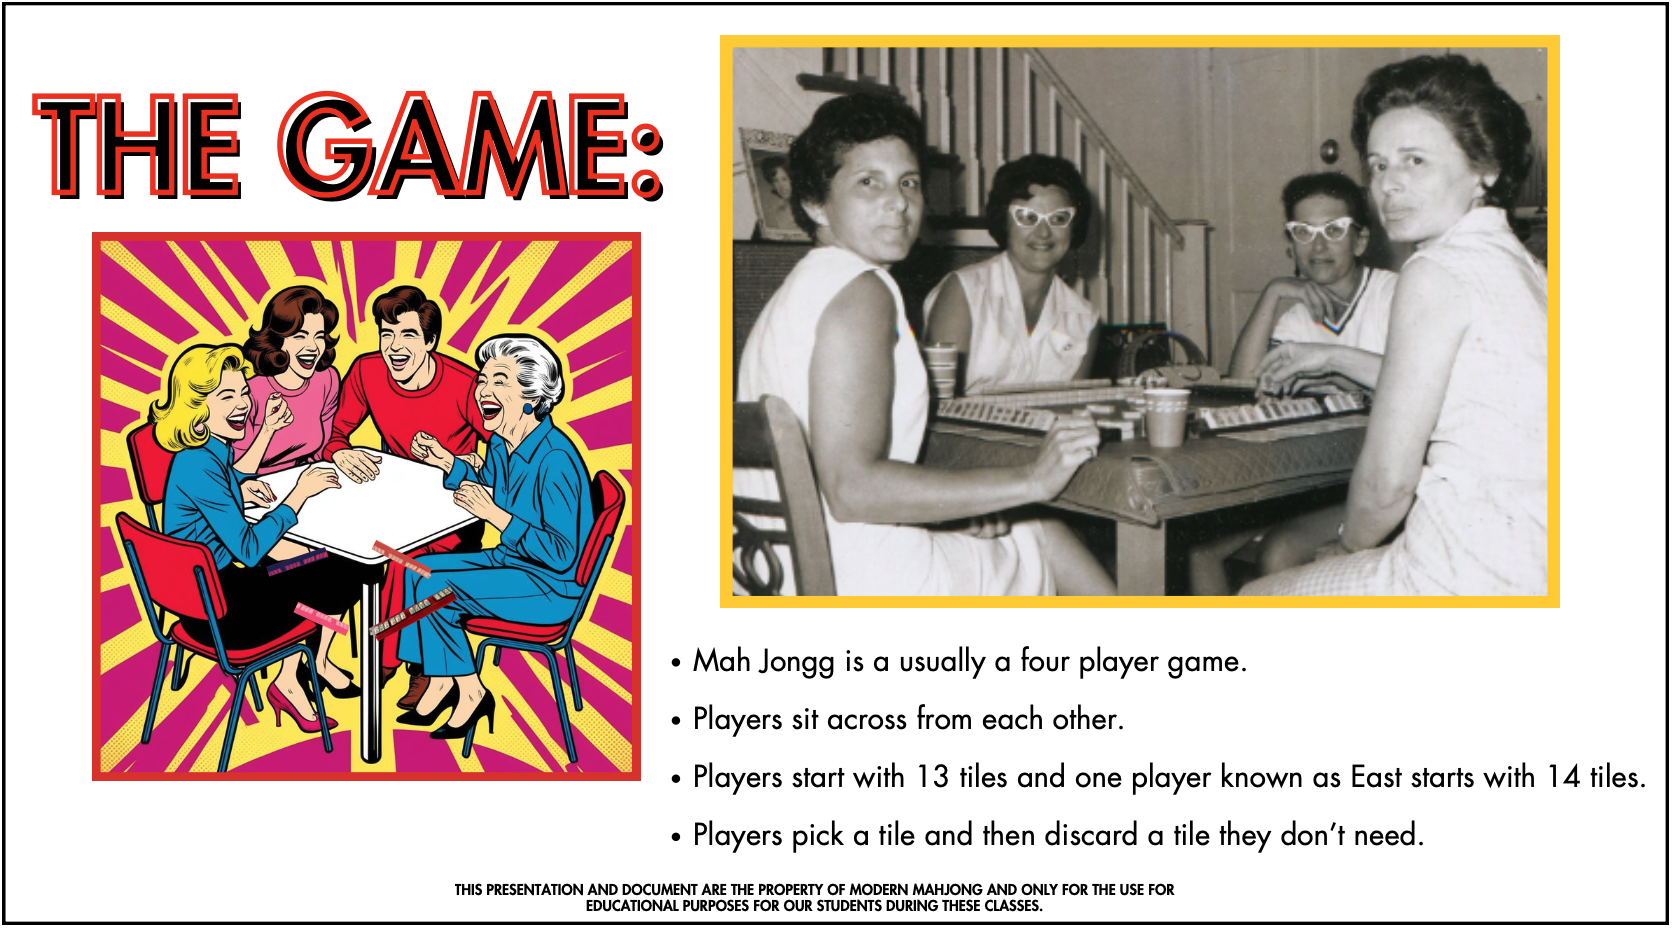 THE GAME:
• Mah Jongg is a usually a four player game.
• Players sit across from each other.
• Players start with 13 tiles and one player known as East starts with 14 tiles.
• Players pick a tile and then discard a tile they don’t need.
THIS PRESENTATION AND DOCUMENT ARE THE PROPERTY OF MODERN MAHJONG AND ONLY FOR THE USE FOR
EDUCATIONAL PURPOSES FOR OUR STUDENTS DURING THESE CLASSES.